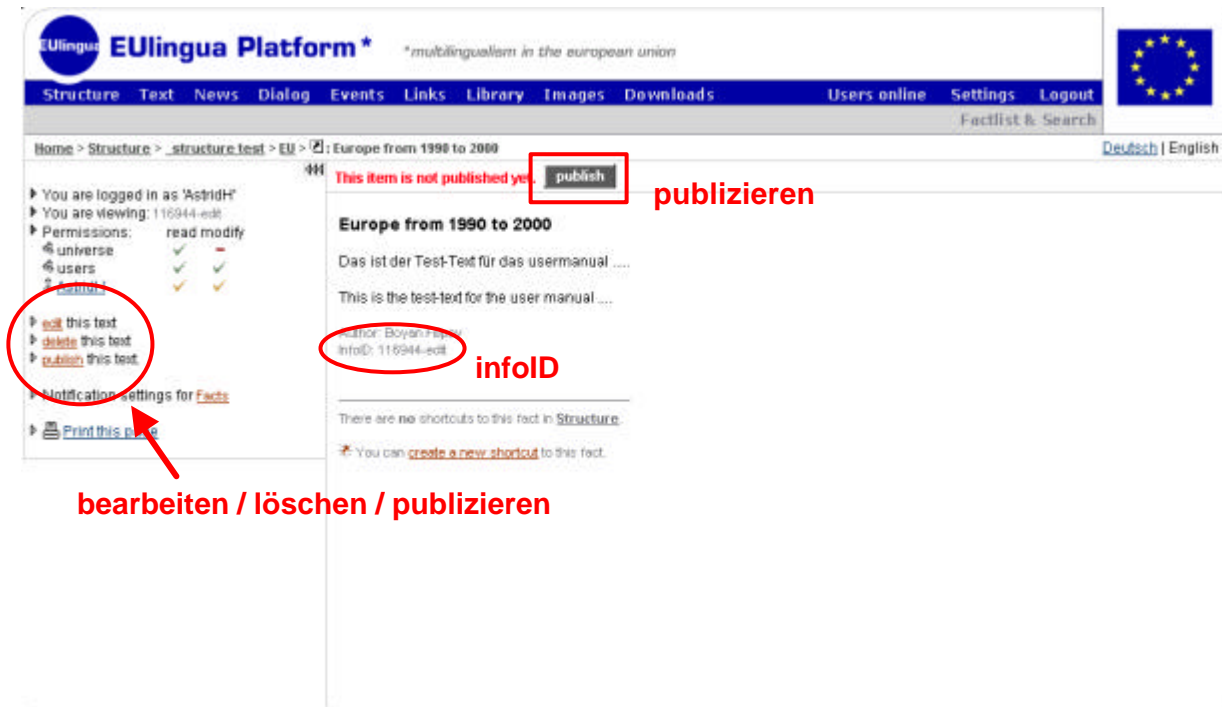 EUlingua EUlingua Platform* *multilingualism in the european union
Structure Text News Dialog Events Links Library Images Downloads Users online Settings Logout
Factlist & Search
Home > Structure > _structure test > EU > : Europe from 1990 to 2000
Deutsch | English
You are logged in as 'AstridH'
You are viewing: 116944-edit
Permissions: read modify
universe
users
AstridH
edit this text
delete this text
publish this text
Notification settings for Facts
Print this page
bearbeiten / löschen / publizieren
This item is not published yet. publish
publizieren
Europe from 1990 to 2000
Das ist der Test-Text für das usermanual ....
This is the test-text for the user manual ....
Author: Boyan
InfoID: 116944-edit
infoID
There are no shortcuts to this fact in Structure.
You can create a new shortcut to this fact.